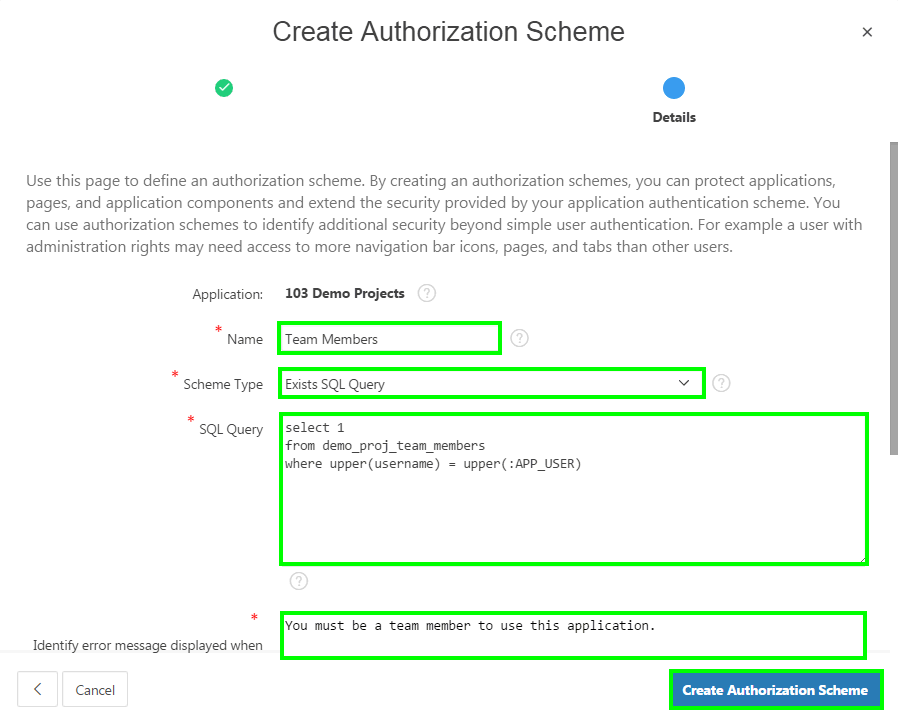 Create Authorization Scheme
Details
Use this page to define an authorization scheme. By creating an authorization schemes, you can protect applications,
pages, and application components and extend the security provided by your application authentication scheme. You
can use authorization schemes to identify additional security beyond simple user authentication. For example a user with
administration rights may need access to more navigation bar icons, pages, and tabs than other users.
Application: 103 Demo Projects ?
* Name Team Members ?
* Scheme Type Exists SQL Query ?
* SQL Query select 1
from demo_proj_team_members
where upper(username) = upper(:APP_USER)
?
* You must be a team member to use this application.
Identify error message displayed when
Cancel Create Authorization Scheme